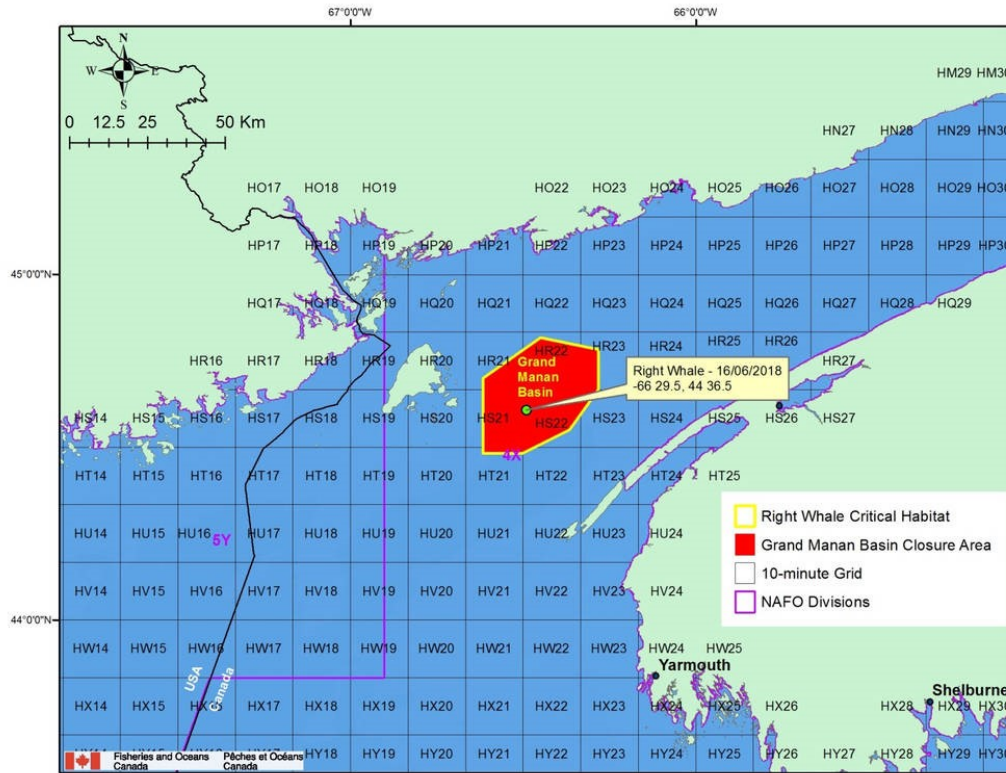 67°0'0"W 66°0'0"W
N
W E
S
0 12.5 25 50 Km
HM29 HM30
HN27 HN28 HN29 HN30
HO17 HO18 HO19 HO22 HO23 HO24 HO25 HO26 HO27 HO28 HO29 HO30
HP17 HP18 HP19 HP20 HP21 HP22 HP23 HP24 HP25 HP26 HP27 HP28 HP29 HP30
45°0'0"N
HQ17 HQ18 HQ19 HQ20 HQ21 HQ22 HQ23 HQ24 HQ25 HQ26 HQ27 HQ28 HQ29
HR16 HR17 HR18 HR19 HR20 HR21 HR22 HR23 HR24 HR25 HR26 HR27
Grand
Manan
Basin
Right Whale - 16/06/2018
-66 29.5, 44 36.5
HS14 HS15 HS16 HS17 HS18 HS19 HS20 HS21 HS22 HS23 HS24 HS25 HS26 HS27
4X
HT14 HT15 HT16 HT17 HT18 HT19 HT20 HT21 HT22 HT23 HT24 HT25
HU14 HU15 HU16 HU17 HU18 HU19 HU20 HU21 HU22 HU23 HU24
5Y
HV14 HV15 HV16 HV17 HV18 HV19 HV20 HV21 HV22 HV23 HV24
Right Whale Critical Habitat
Grand Manan Basin Closure Area
10-minute Grid
NAFO Divisions
44°0'0"N
HW14 HW15 HW16 HW17 HW18 HW19 HW20 HW21 HW22 HW23 HW24 HW25
USA
Canada
Yarmouth
Shelburne
HX14 HX15 HX17 HX18 HX19 HX20 HX21 HX22 HX23 HX24 HX25 HX26 HX28 HX29 HX30
HY18 HY19 HY20 HY21 HY22 HY23 HY24 HY25 HY26 HY27 HY28 HY29 HY30
Fisheries and Oceans Pêches et Océans
Canada Canada